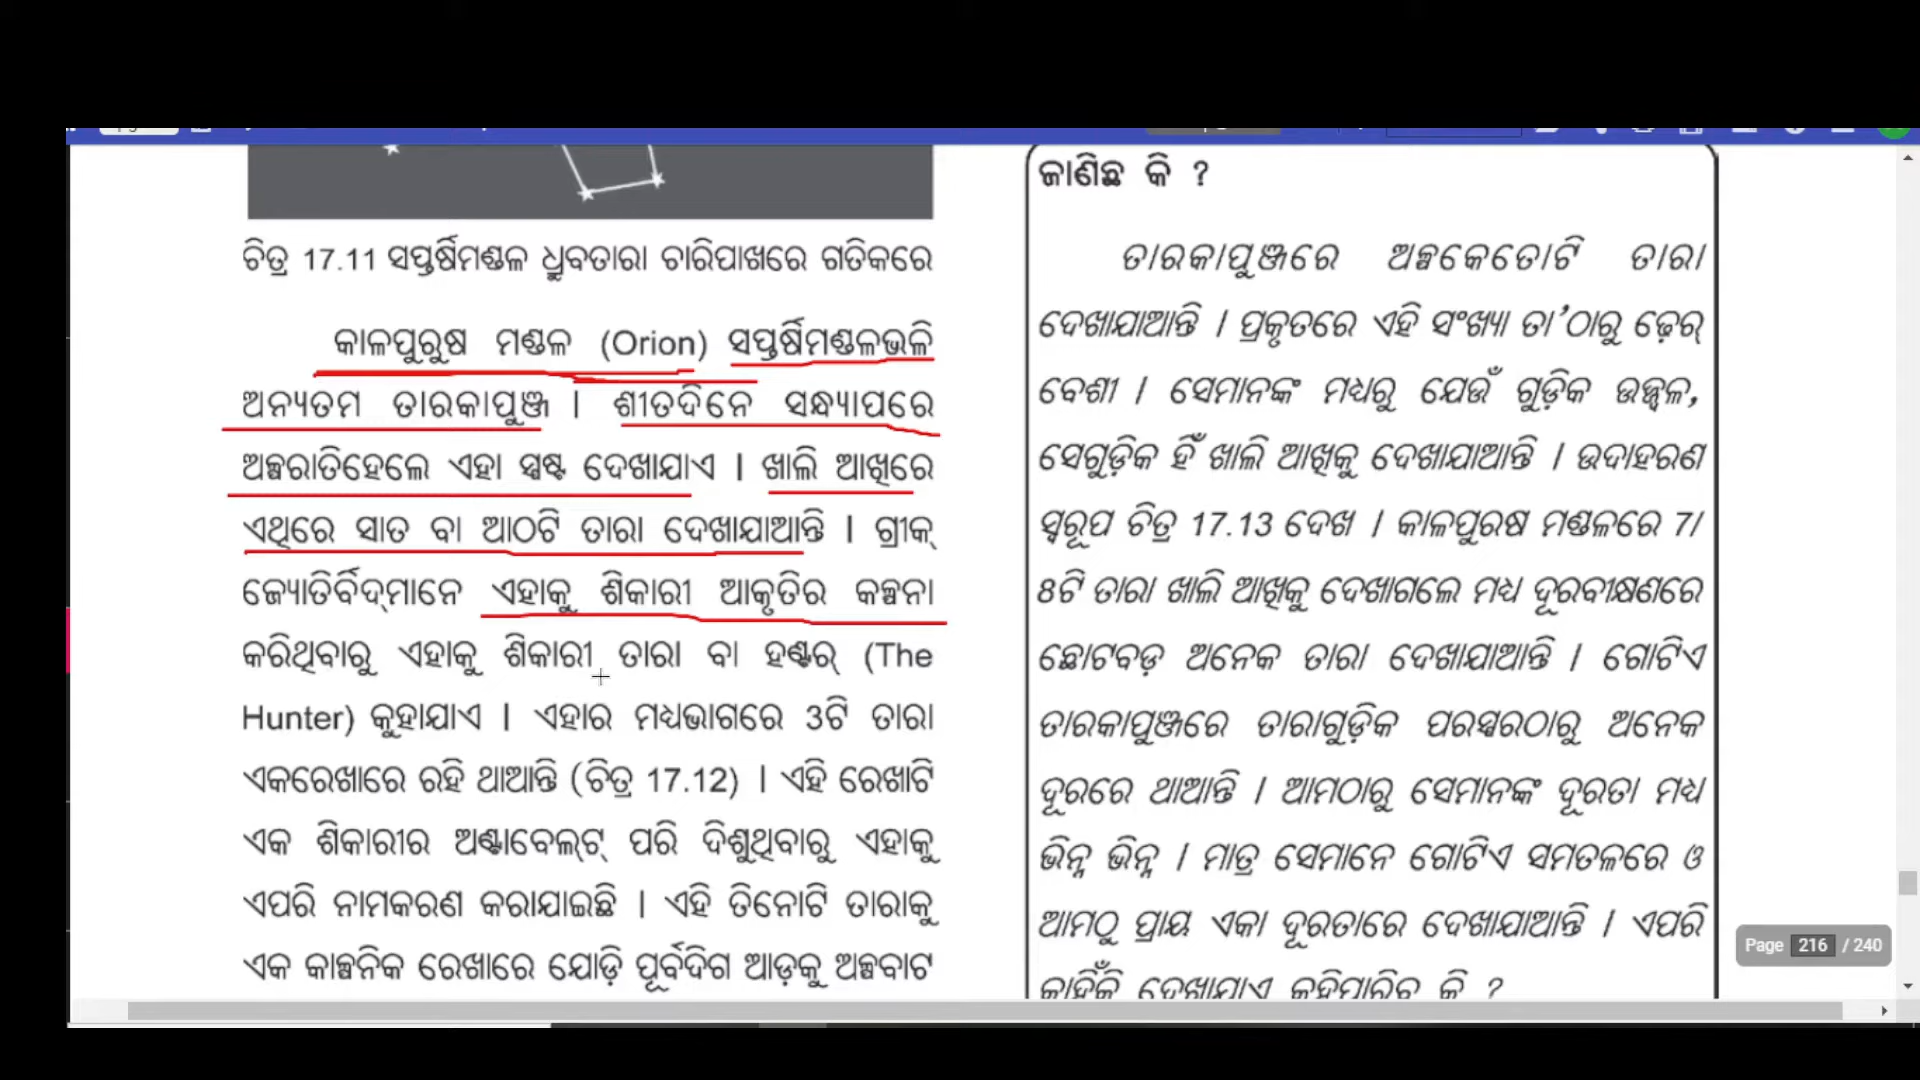 ଚିତ୍ର 17.11 ସପ୍ତର୍ଷିମଣ୍ଡଳ ଧ୍ରୁବତାରା ଚାରିପାଖରେ ଗତିକରେ
କାଳପୁରୁଷ ମଣ୍ଡଳ (Orion) ସପ୍ତର୍ଷିମଣ୍ଡଳଭଳି
ଅନ୍ୟତମ ତାରକାପୁଞ୍ଜ । ଶୀତଦିନେ ସନ୍ଧ୍ୟାପରେ
ଅଳ୍ପରାତିହେଲେ ଏହା ସ୍ପଷ୍ଟ ଦେଖାଯାଏ । ଖାଲି ଆଖିରେ
ଏଥିରେ ସାତ ବା ଆଠଟି ତାରା ଦେଖାଯାଆନ୍ତି । ଗ୍ରୀକ୍
ଜ୍ୟୋତିର୍ବିଦ୍‌ମାନେ ଏହାକୁ ଶିକାରୀ ଆକୃତିର କଳ୍ପନା
କରିଥିବାରୁ ଏହାକୁ ଶିକାରୀ ତାରା ବା ହଣ୍ଟର୍ (The
Hunter) କୁହାଯାଏ । ଏହାର ମଧ୍ୟଭାଗରେ 3ଟି ତାରା
ଏକରେଖାରେ ରହି ଥାଆନ୍ତି (ଚିତ୍ର 17.12) । ଏହି ରେଖାଟି
ଏକ ଶିକାରୀର ଅଣ୍ଟାବେଲ୍‌ଟ୍ ପରି ଦିଶୁଥିବାରୁ ଏହାକୁ
ଏପରି ନାମକରଣ କରାଯାଇଛି । ଏହି ତିନୋଟି ତାରାକୁ
ଏକ କାଳ୍ପନିକ ରେଖାରେ ଯୋଡ଼ି ପୂର୍ବଦିଗ ଆଡ଼କୁ ଅଳ୍ପବାଟ
ଜାଣିଛ କି ?
ତାରକାପୁଞ୍ଜରେ ଅଳ୍ପକେତୋଟି ତାରା
ଦେଖାଯାଆନ୍ତି । ପ୍ରକୃତରେ ଏହି ସଂଖ୍ୟା ତା’ଠାରୁ ଢ଼େର୍
ବେଶୀ । ସେମାନଙ୍କ ମଧ୍ୟରୁ ଯେଉଁ ଗୁଡ଼ିକ ଉଜ୍ଜ୍ୱଳ,
ସେଗୁଡ଼ିକ ହିଁ ଖାଲି ଆଖିକୁ ଦେଖାଯାଆନ୍ତି । ଉଦାହରଣ
ସ୍ୱରୂପ ଚିତ୍ର 17.13 ଦେଖ । କାଳପୁରଷ ମଣ୍ଡଳରେ 7/
8ଟି ତାରା ଖାଲି ଆଖିକୁ ଦେଖାଗଲେ ମଧ୍ୟ ଦୂରବୀକ୍ଷଣରେ
ଛୋଟବଡ଼ ଅନେକ ତାରା ଦେଖାଯାଆନ୍ତି । ଗୋଟିଏ
ତାରକାପୁଞ୍ଜରେ ତାରାଗୁଡ଼ିକ ପରସ୍ପରଠାରୁ ଅନେକ
ଦୂରରେ ଥାଆନ୍ତି । ଆମଠାରୁ ସେମାନଙ୍କ ଦୂରତା ମଧ୍ୟ
ଭିନ୍ନ ଭିନ୍ନ । ମାତ୍ର ସେମାନେ ଗୋଟିଏ ସମତଳରେ ଓ
ଆମଠୁ ପ୍ରାୟ ଏକା ଦୂରତାରେ ଦେଖାଯାଆନ୍ତି । ଏପରି
କାହିଁକି ଦେଖାଯାଏ କହିପାରିବ କି ?
Page 216 / 240